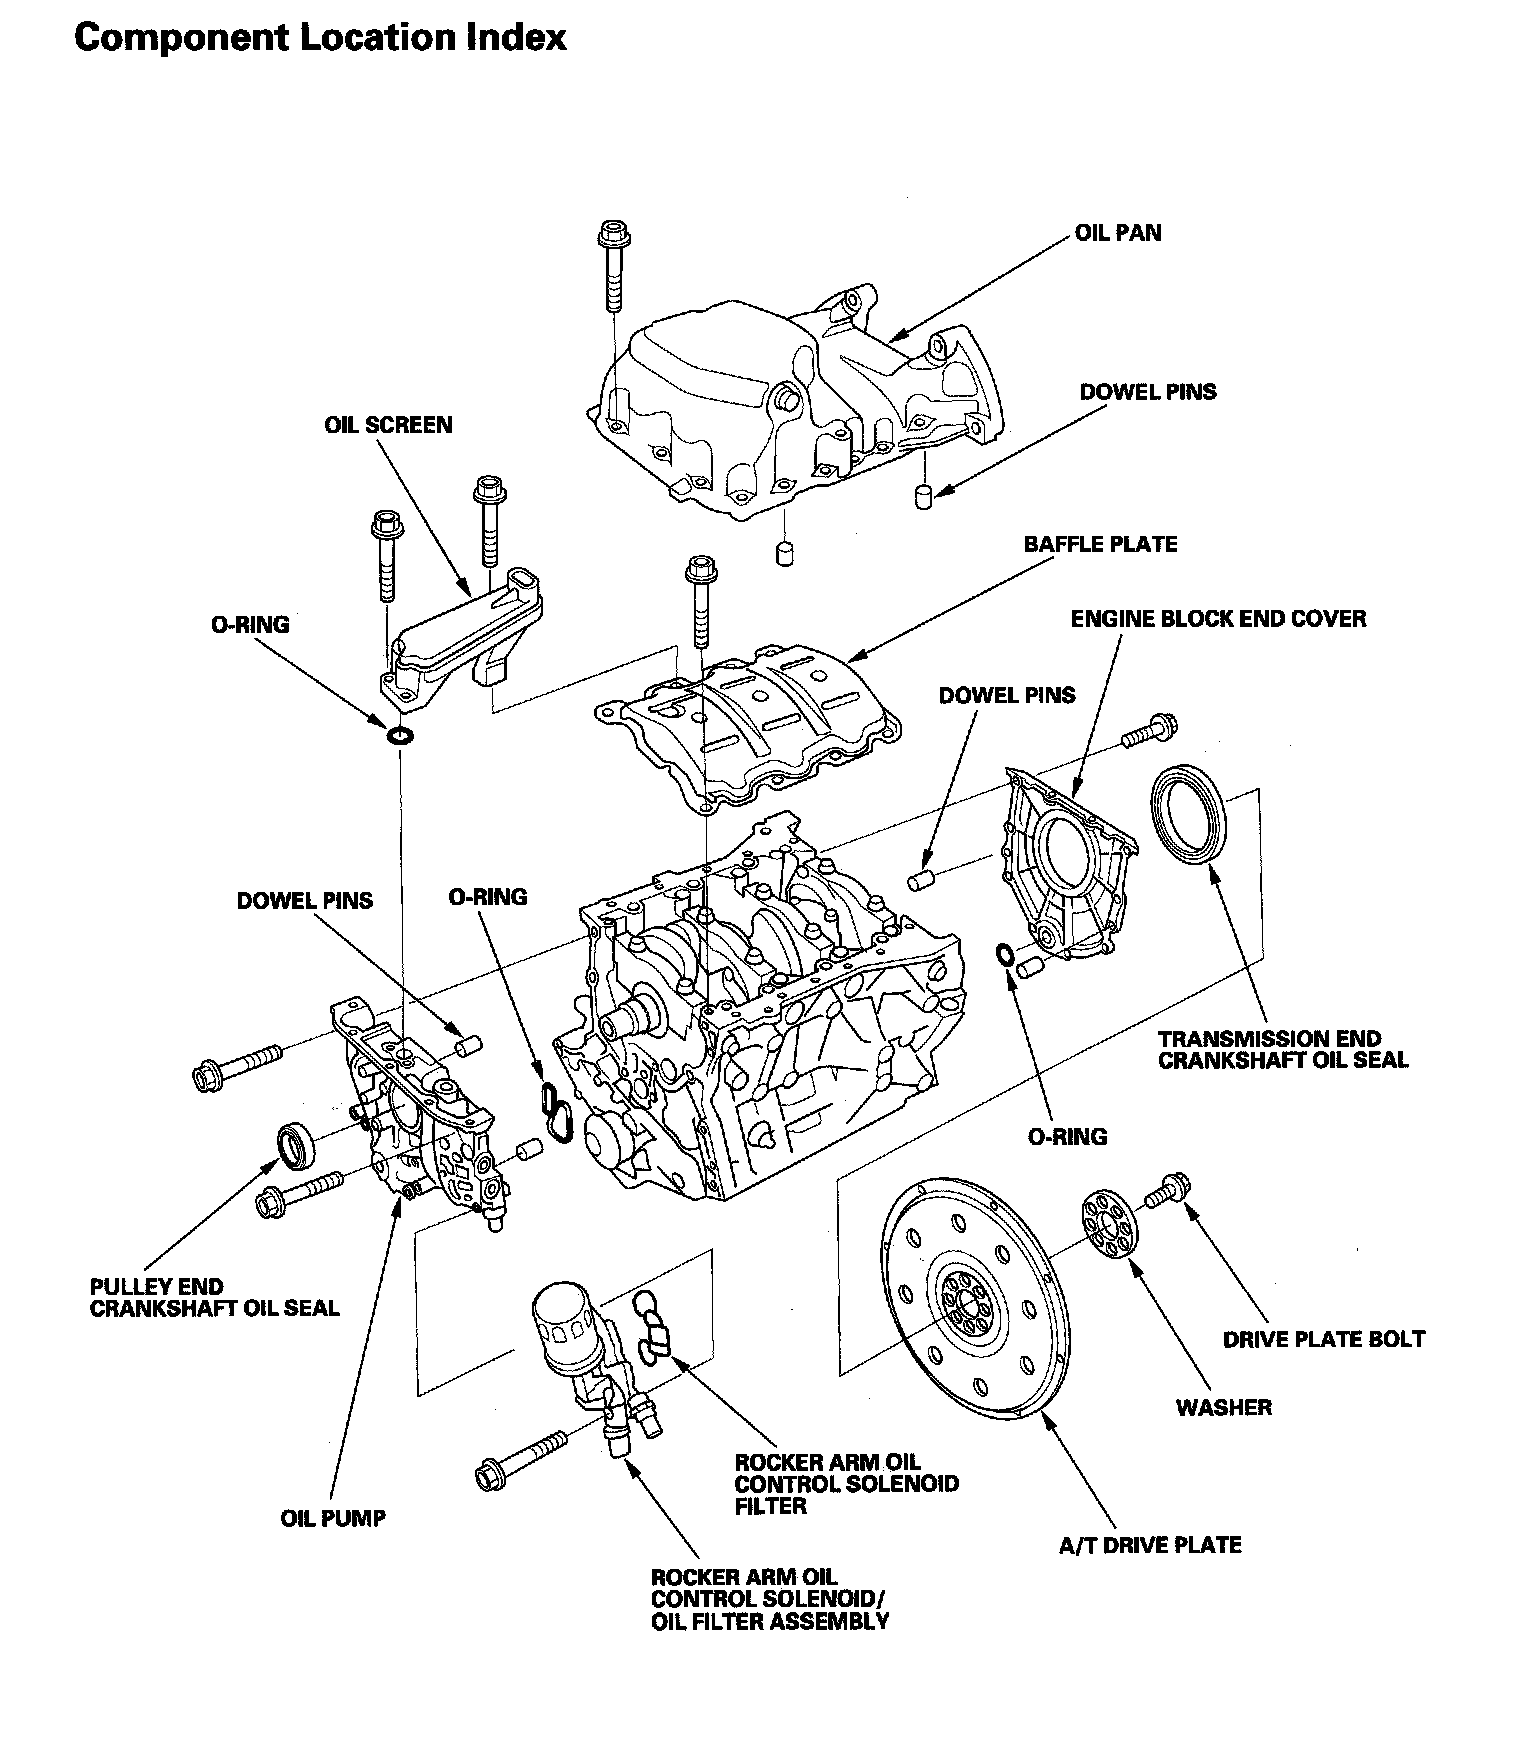 Component Location Index
OIL PAN
DOWEL PINS
OIL SCREEN
BAFFLE PLATE
O-RING
ENGINE BLOCK END COVER
DOWEL PINS
DOWEL PINS
O-RING
TRANSMISSION END
CRANKSHAFT OIL SEAL
O-RING
PULLEY END
CRANKSHAFT OIL SEAL
DRIVE PLATE BOLT
WASHER
ROCKER ARM OIL
CONTROL SOLENOID
FILTER
OIL PUMP
A/T DRIVE PLATE
ROCKER ARM OIL
CONTROL SOLENOID/
OIL FILTER ASSEMBLY